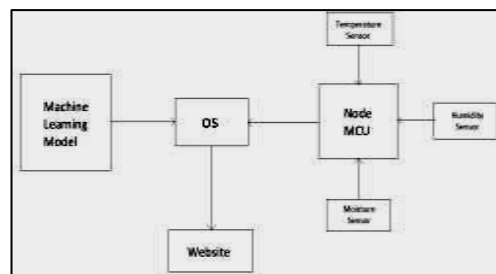 Temperature
Sensor
Machine
Learning
Model
OS
Node
MCU
Humidity
Sensor
Moisture
Sensor
Website